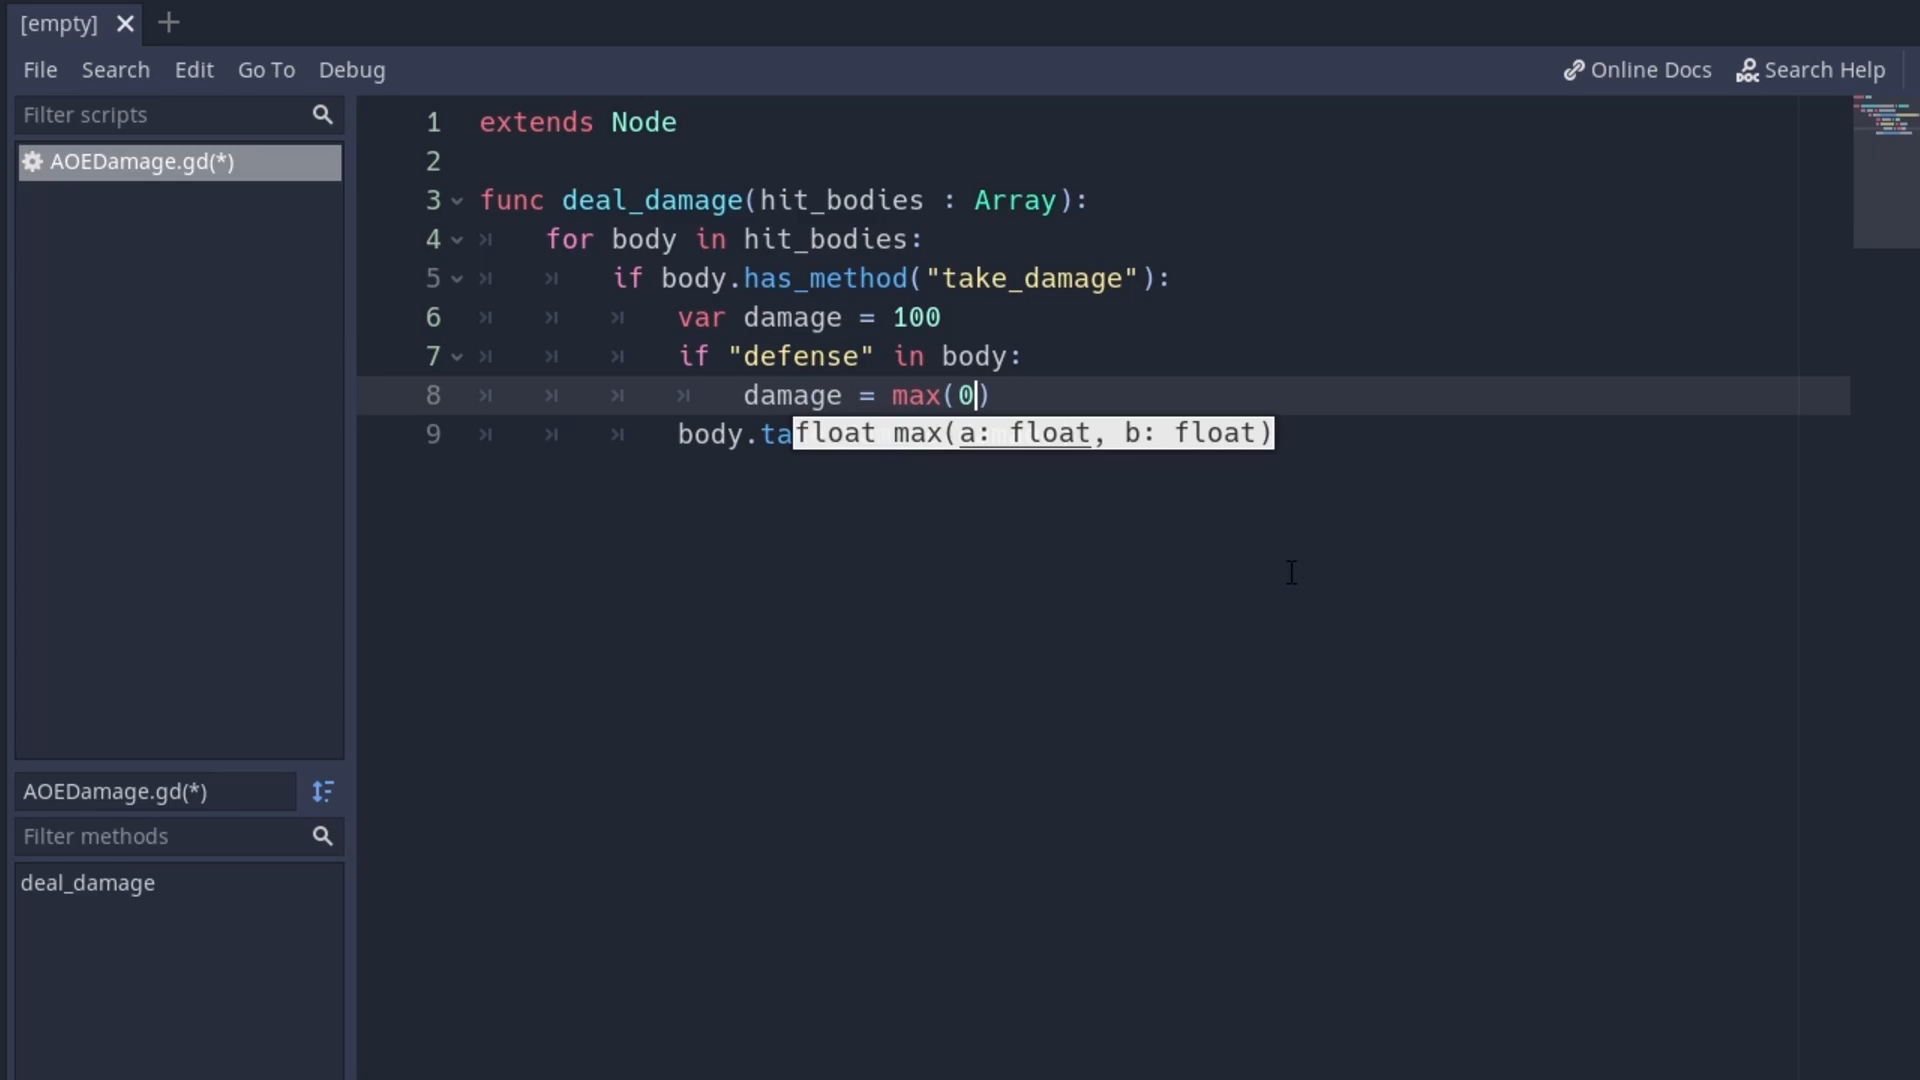 [empty]
File Search Edit Go To Debug
Online Docs Search Help
Filter scripts
AOEDamage.gd(*)
AOEDamage.gd(*)
Filter methods
deal_damage
1 extends Node
2
3 func deal_damage(hit_bodies : Array):
4 for body in hit_bodies:
5 if body.has_method("take_damage"):
6 var damage = 100
7 if "defense" in body:
8 damage = max(0)
9 body.ta
float max(a: float, b: float)